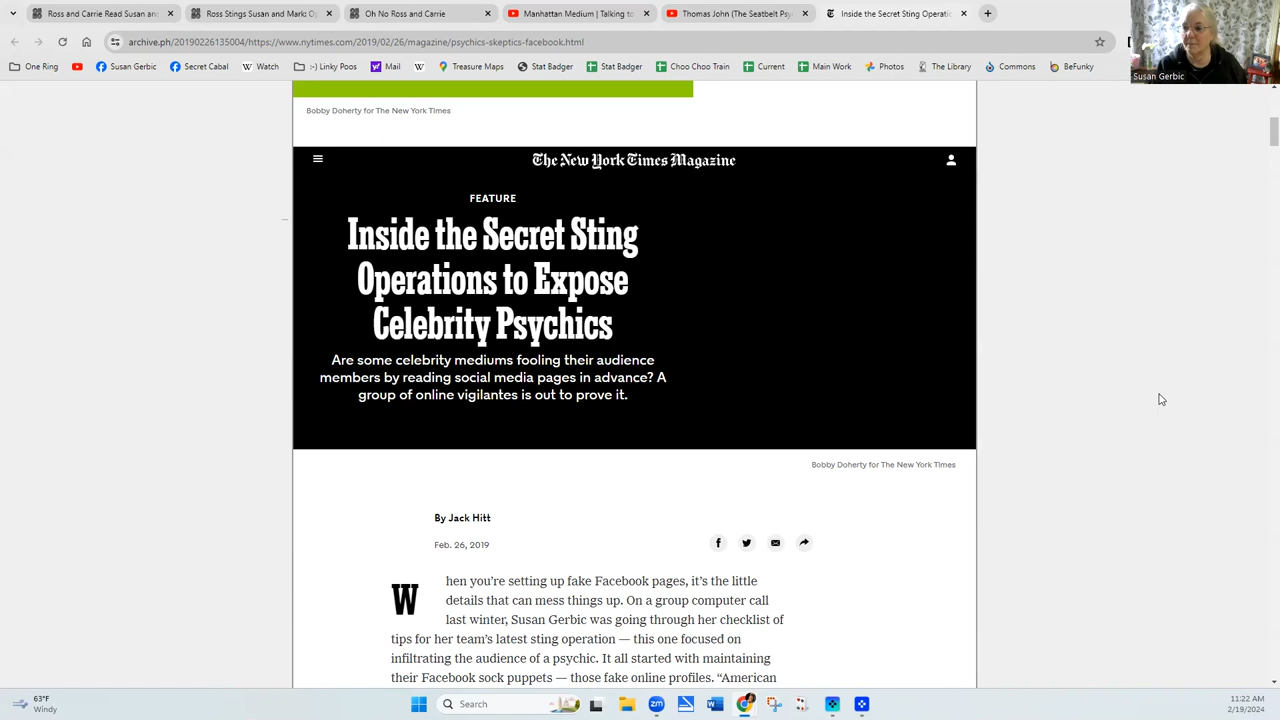 Ross and Carrie Read Susan and
Ross Stings Susan and Mark: O
Oh No Ross and Carrie
Manhattan Medium | Talking to
Thomas John (The Seatbelt Psy
Inside the Secret Sting Operatio
archive.ph/20190226135004/https://www.nytimes.com/2019/02/26/magazine/psychics-skeptics-facebook.html
One Ring
Watch
Susan Gerbic
Secret Cabal
:-) Linky Poos
Mail
Treasure Maps
Stat Badger
Stat Badger
Choo Choo Train
Current
Main Work
Photos
The Library
Commons
BeFunky
Susan Gerbic
Bobby Doherty for The New York Times
The New York Times Magazine
FEATURE
Inside the Secret Sting
Operations to Expose
Celebrity Psychics
Are some celebrity mediums fooling their audience
members by reading social media pages in advance? A
group of online vigilantes is out to prove it.
Bobby Doherty for The New York Times
By Jack Hitt
Feb. 26, 2019
When you’re setting up fake Facebook pages, it’s the little
details that can mess things up. On a group computer call
last winter, Susan Gerbic was going through her checklist of
tips for her team’s latest sting operation — this one focused on
infiltrating the audience of a psychic. It all started with maintaining
their Facebook sock puppets — those fake online profiles. “American
63°F
Windy
Search
11:22 AM
2/19/2024